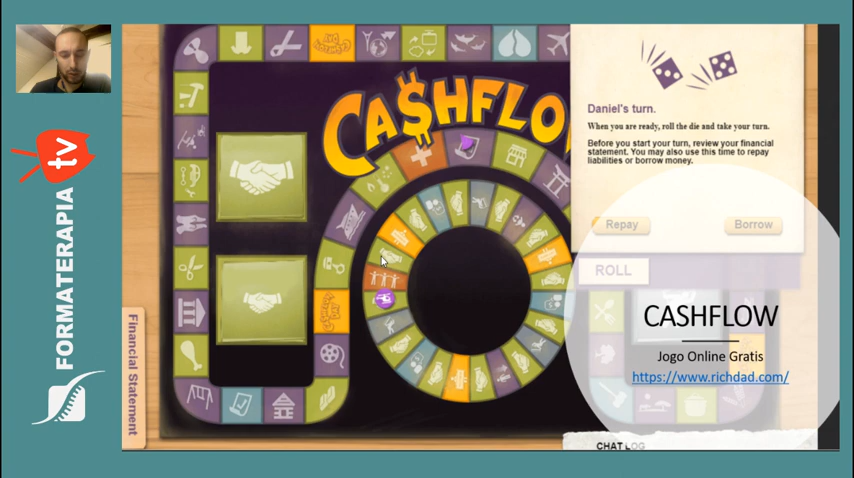 FORMATERAPIA tv
CA$HFLO
Daniel's turn.
When you are ready, roll the die and take your turn.
Before you start your turn, review your financial
statement. You may also use this time to repay
liabilities or borrow money.
Repay
Borrow
ROLL
CASHFLOW
Jogo Online Gratis
https://www.richdad.com/
Financial Statement
CHAT LOG